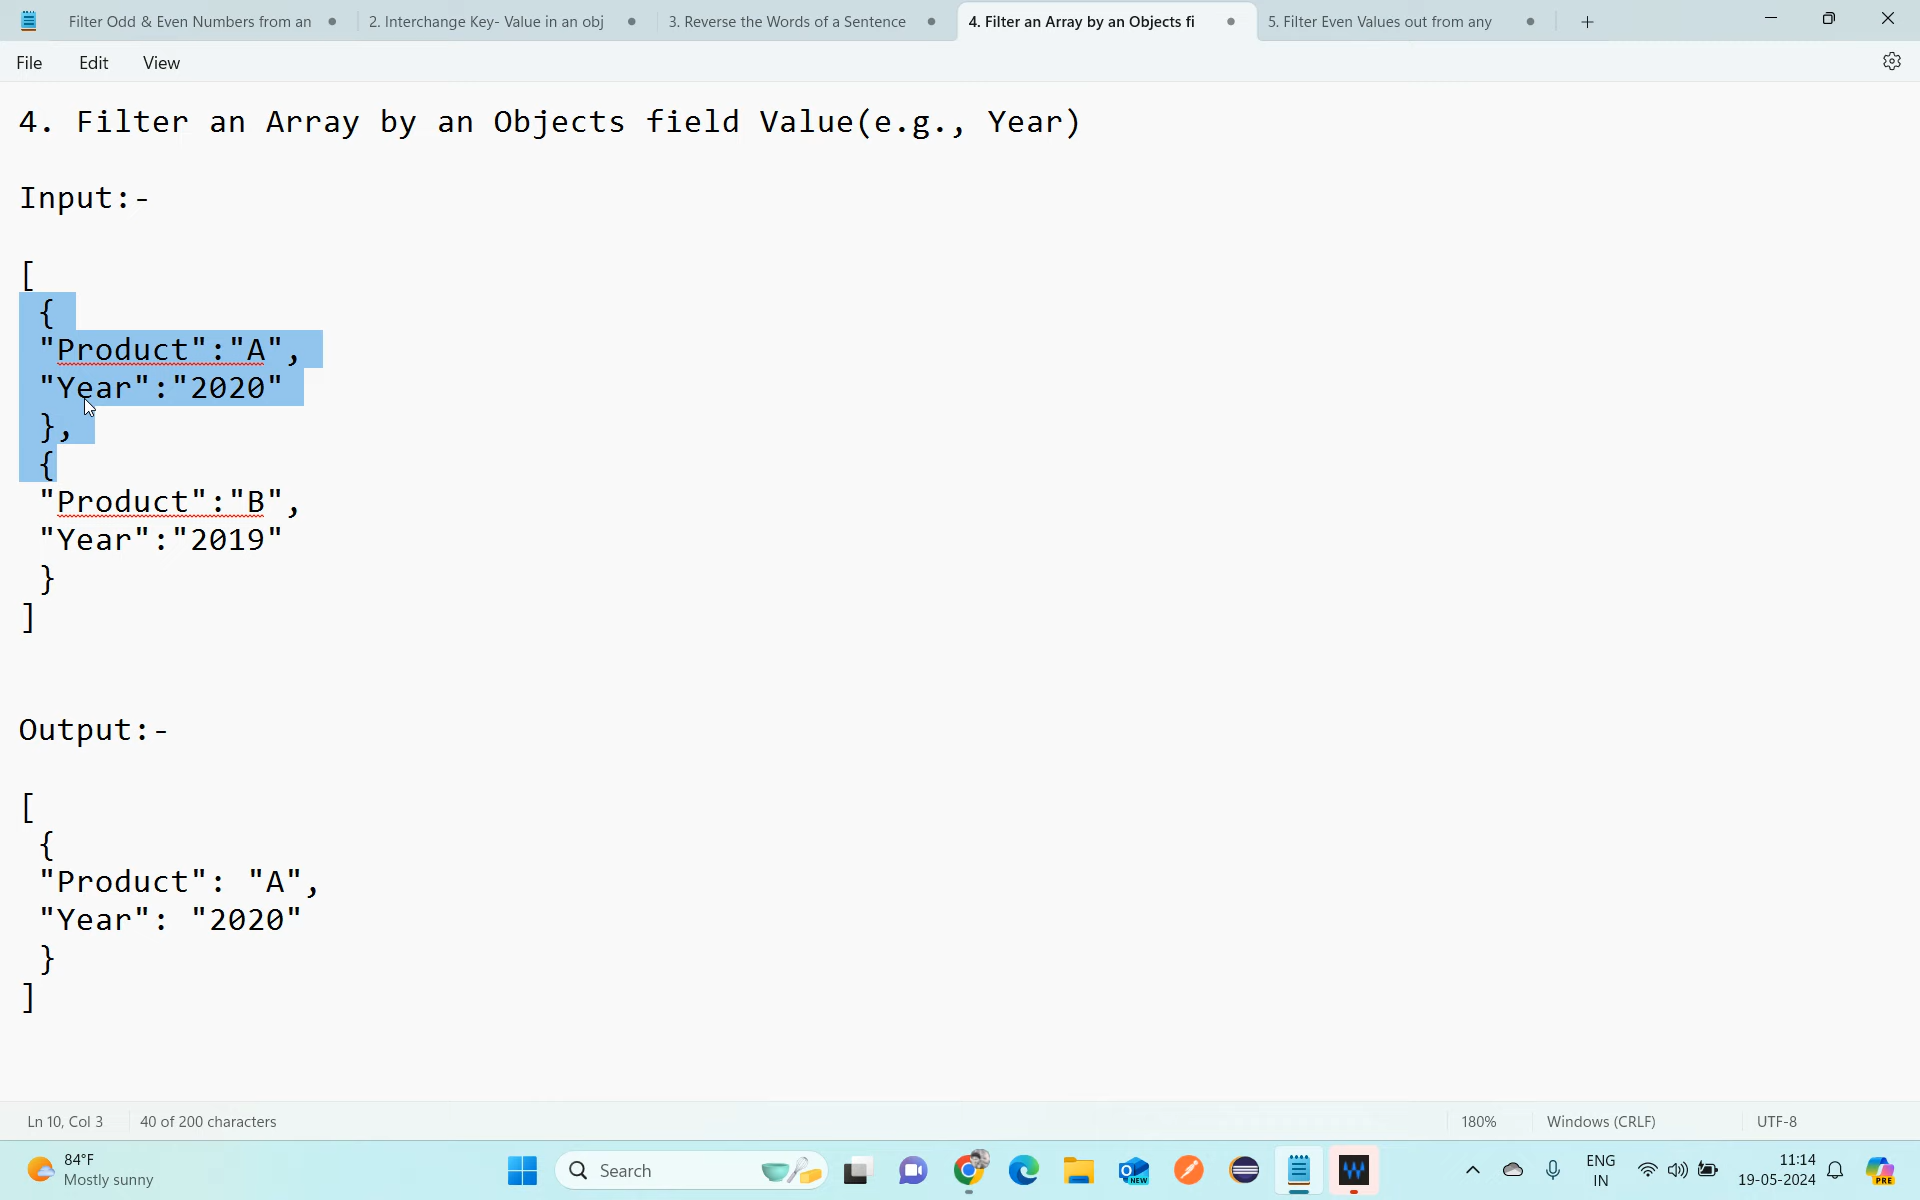 Filter Odd & Even Numbers from an
2. Interchange Key- Value in an obj
3. Reverse the Words of a Sentence
4. Filter an Array by an Objects fi
5. Filter Even Values out from any
File Edit View
4. Filter an Array by an Objects field Value(e.g., Year)
Input:-
[
{
"Product":"A",
"Year":"2020"
},
{
"Product":"B",
"Year":"2019"
}
]
Output:-
[
{
"Product": "A",
"Year": "2020"
}
]
Ln 10, Col 3
40 of 200 characters
180%
Windows (CRLF)
UTF-8
84°F
Mostly sunny
Search
NEW
ENG
IN
11:14
19-05-2024
PRE